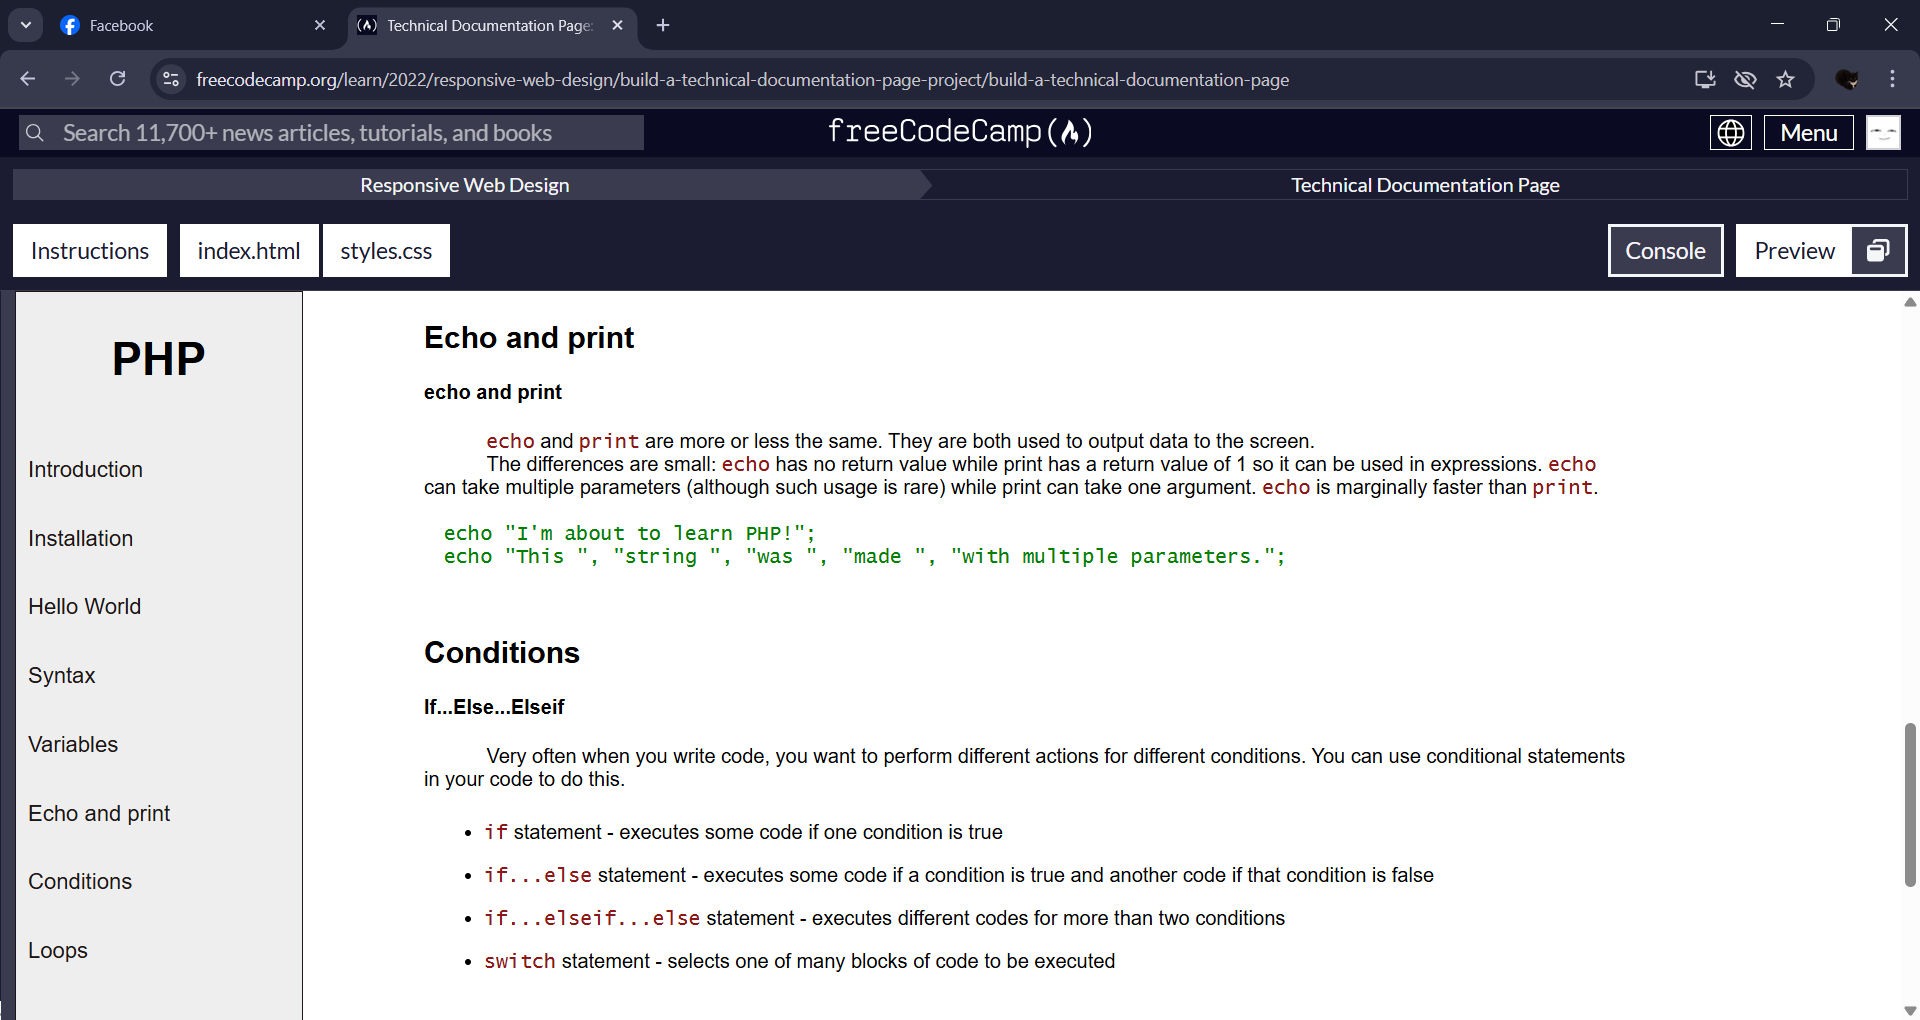 Facebook
Technical Documentation Page:
freecodecamp.org/learn/2022/responsive-web-design/build-a-technical-documentation-page-project/build-a-technical-documentation-page
Search 11,700+ news articles, tutorials, and books
freeCodeCamp
Menu
Responsive Web Design
Technical Documentation Page
Instructions
index.html
styles.css
Console
Preview
PHP
Introduction
Installation
Hello World
Syntax
Variables
Echo and print
Conditions
Loops
Echo and print
echo and print
echo and print are more or less the same. They are both used to output data to the screen.
The differences are small: echo has no return value while print has a return value of 1 so it can be used in expressions. echo
can take multiple parameters (although such usage is rare) while print can take one argument. echo is marginally faster than print.
echo "I'm about to learn PHP!";
echo "This ", "string ", "was ", "made ", "with multiple parameters.";
Conditions
If...Else...Elseif
Very often when you write code, you want to perform different actions for different conditions. You can use conditional statements
in your code to do this.
• if statement - executes some code if one condition is true
• if...else statement - executes some code if a condition is true and another code if that condition is false
• if...elseif...else statement - executes different codes for more than two conditions
• switch statement - selects one of many blocks of code to be executed